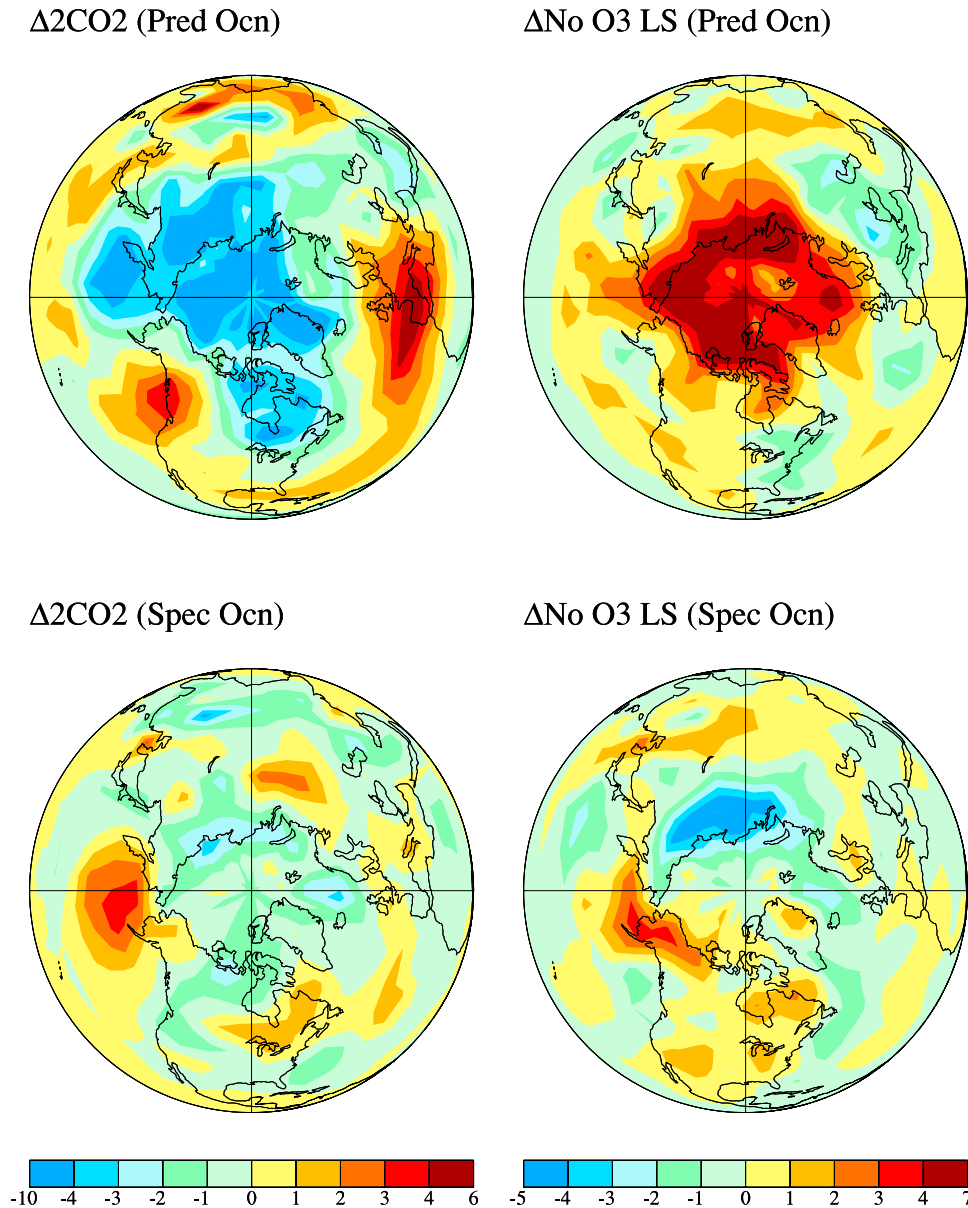 Δ2CO2 (Pred Ocn)
ΔNo O3 LS (Pred Ocn)
Δ2CO2 (Spec Ocn)
ΔNo O3 LS (Spec Ocn)
-10 -4 -3 -2 -1 0 1 2 3 4 6
-5 -4 -3 -2 -1 0 1 2 3 4 7